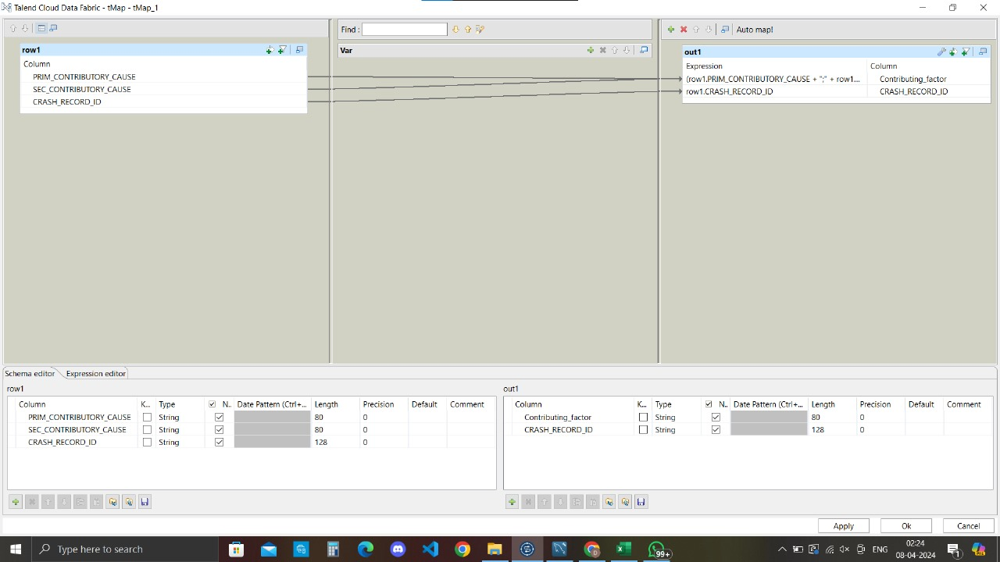 Talend Cloud Data Fabric - tMap - tMap_1
Find :
Auto map!
row1
Var
out1
Column
Expression Column
PRIM_CONTRIBUTORY_CAUSE
(row1.PRIM_CONTRIBUTORY_CAUSE + ";" + row1.... Contributing_factor
SEC_CONTRIBUTORY_CAUSE
row1.CRASH_RECORD_ID CRASH_RECORD_ID
CRASH_RECORD_ID
Schema editor Expression editor
row1
Column K... Type N.. Date Pattern (Ctrl+... Length Precision Default Comment
PRIM_CONTRIBUTORY_CAUSE String 80 0
SEC_CONTRIBUTORY_CAUSE String 80 0
CRASH_RECORD_ID String 128 0
out1
Column K... Type N.. Date Pattern (Ctrl+... Length Precision Default Comment
Contributing_factor String 80 0
CRASH_RECORD_ID String 128 0
Apply Ok Cancel
Type here to search
99+
ENG
02:24
08-04-2024
1